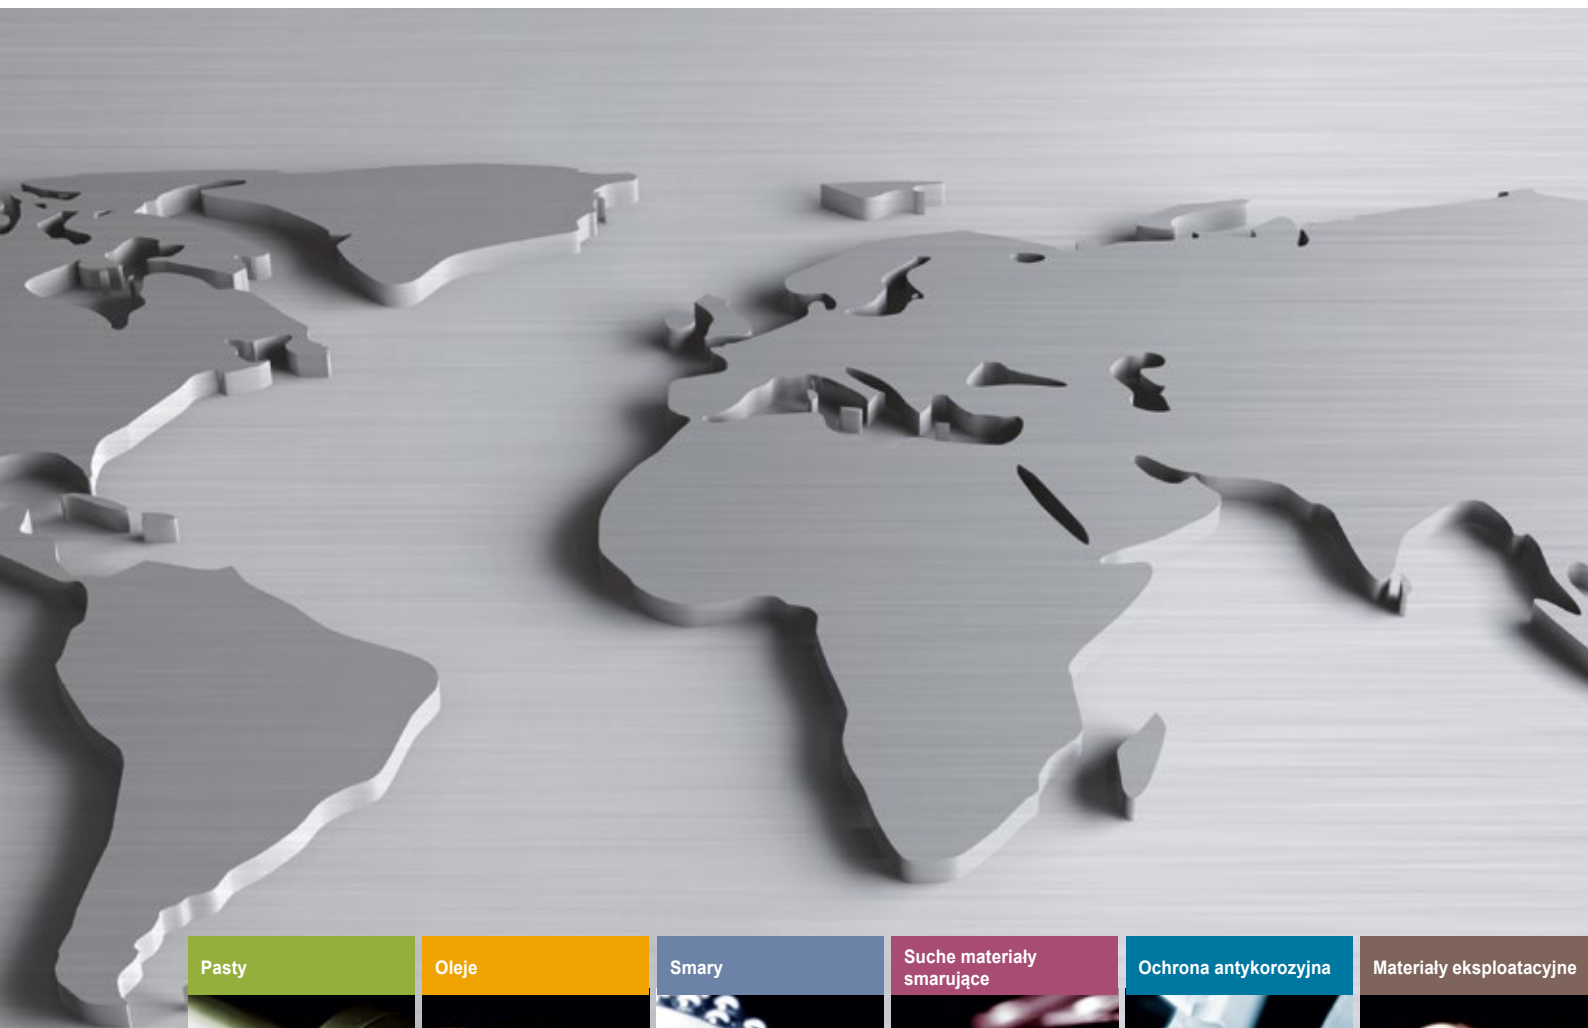 Pasty
Oleje
Smary
Suche materiały
smarujące
Ochrona antykorozyjna
Materiały eksploatacyjne